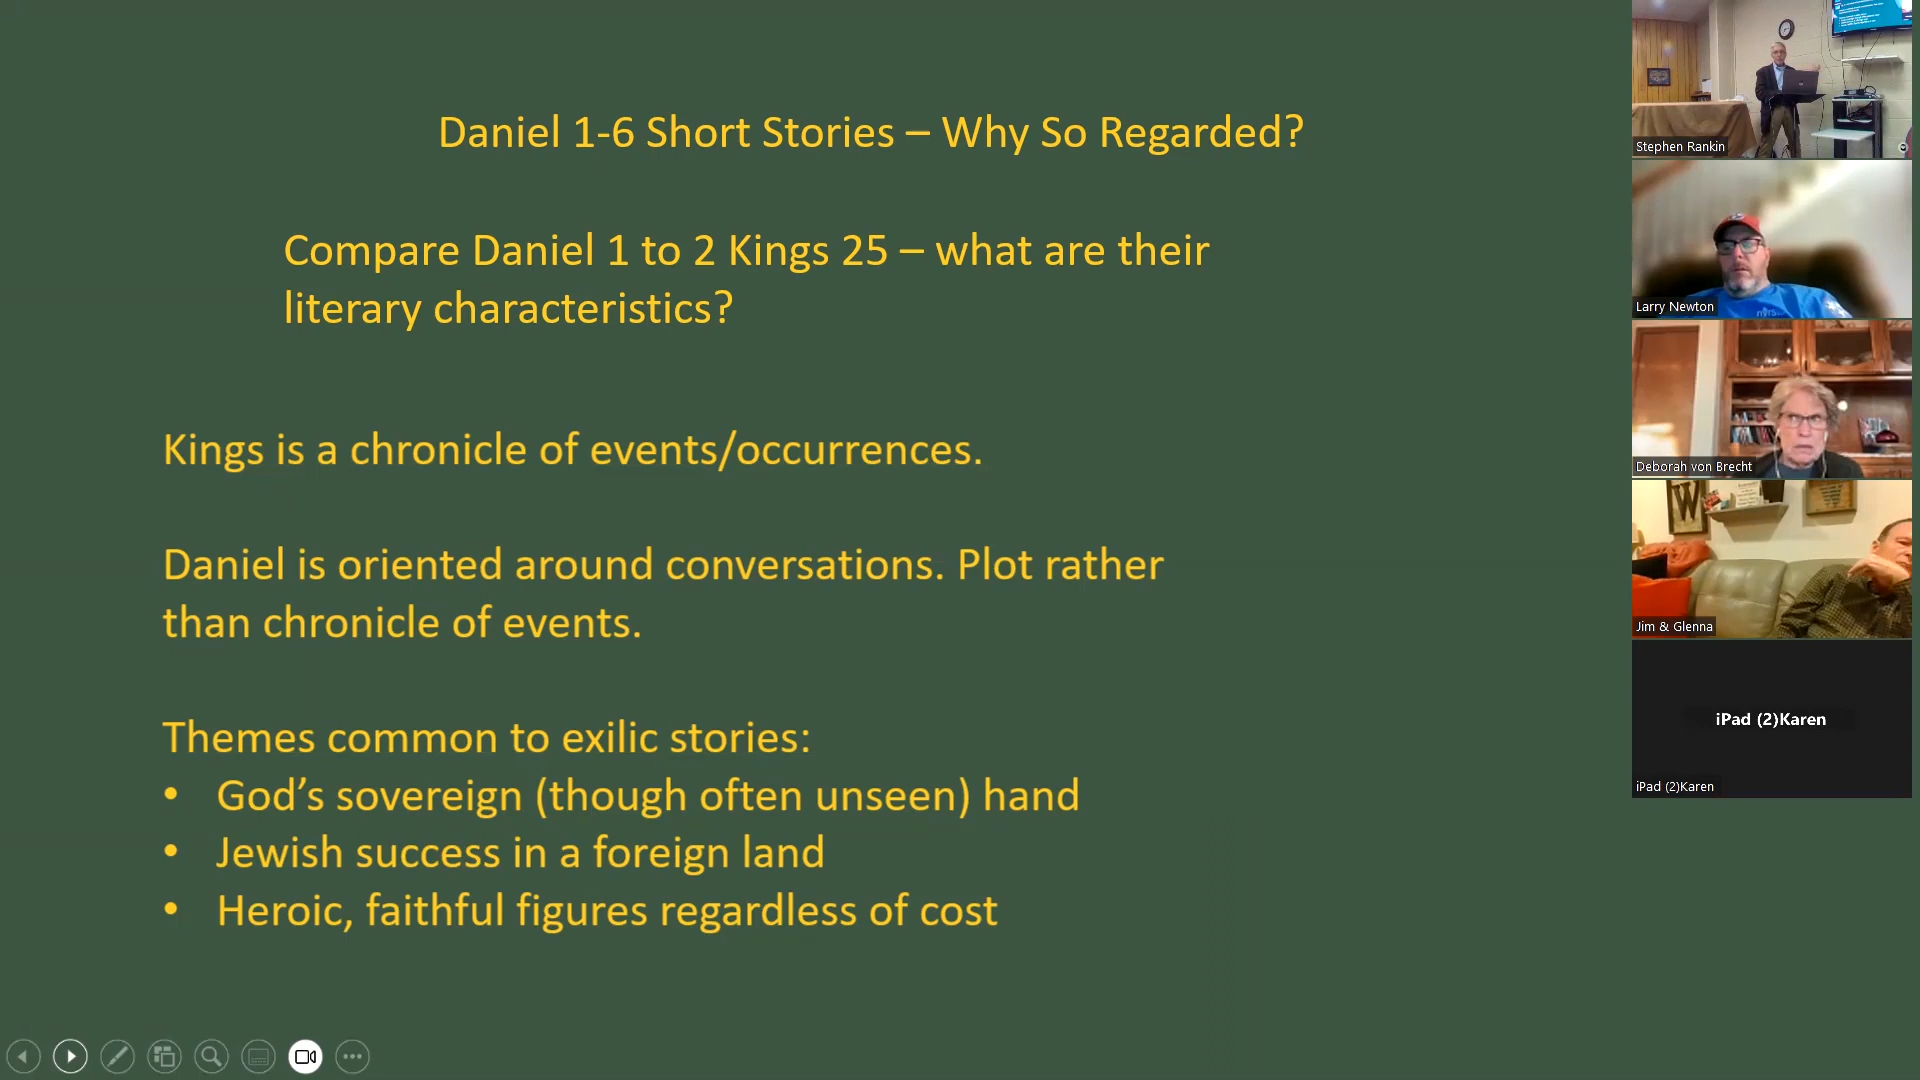 Daniel 1-6 Short Stories – Why So Regarded?
Compare Daniel 1 to 2 Kings 25 – what are their
literary characteristics?
Kings is a chronicle of events/occurrences.
Daniel is oriented around conversations. Plot rather
than chronicle of events.
Themes common to exilic stories:
• God’s sovereign (though often unseen) hand
• Jewish success in a foreign land
• Heroic, faithful figures regardless of cost
Stephen Rankin
Larry Newton
Deborah von Brecht
W
Jim & Glenna
iPad (2)Karen
iPad (2)Karen